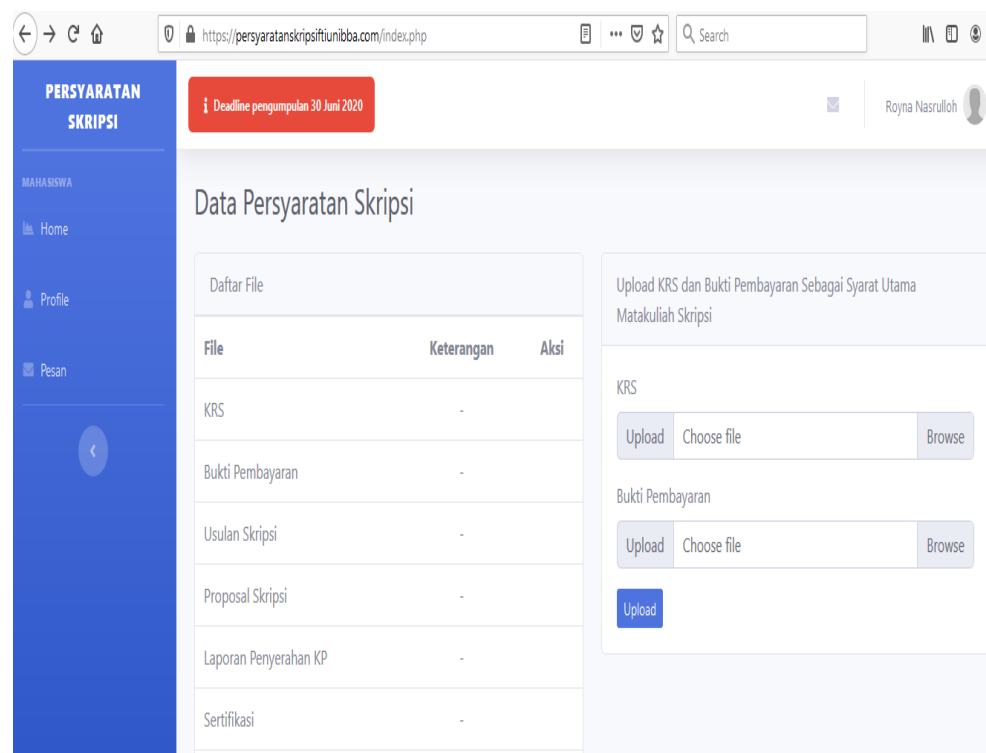 https://persyaratanskripsiftiunibba.com/index.php
Search
PERSYARATAN
SKRIPSI
Deadline pengumpulan 30 Juni 2020
Royna Nasrulloh
MAHASISWA
Home
Profile
Pesan
Data Persyaratan Skripsi
Daftar File
File Keterangan Aksi
KRS -
Bukti Pembayaran -
Usulan Skripsi -
Proposal Skripsi -
Laporan Penyerahan KP -
Sertifikasi -
Upload KRS dan Bukti Pembayaran Sebagai Syarat Utama
Matakuliah Skripsi
KRS
Upload Choose file Browse
Bukti Pembayaran
Upload Choose file Browse
Upload